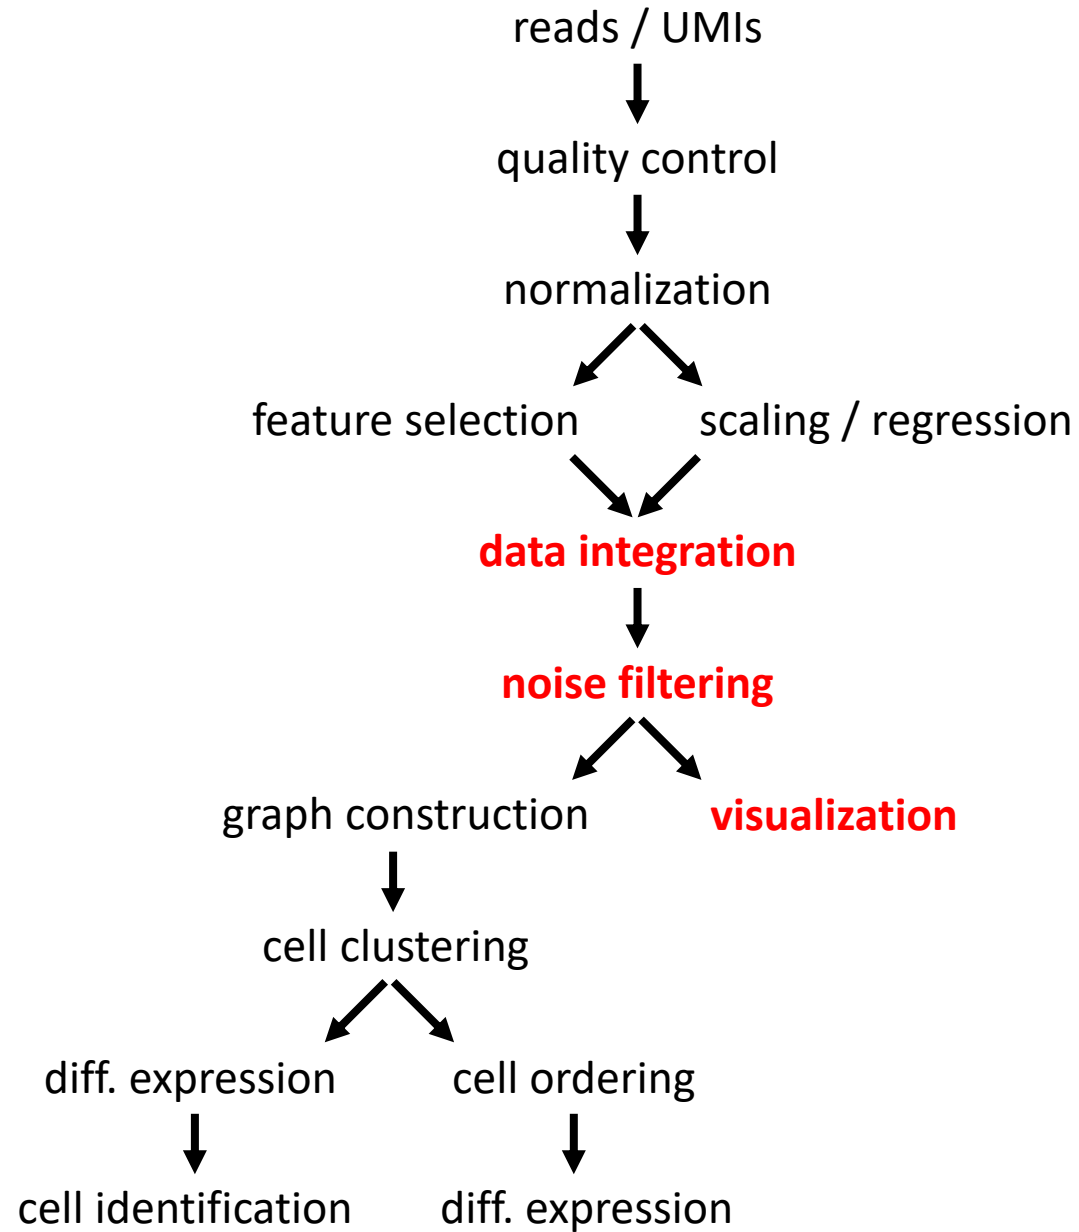 reads / UMIs
quality control
normalization
feature selection
scaling / regression
data integration
noise filtering
graph construction
visualization
cell clustering
diff. expression
cell ordering
cell identification
diff. expression